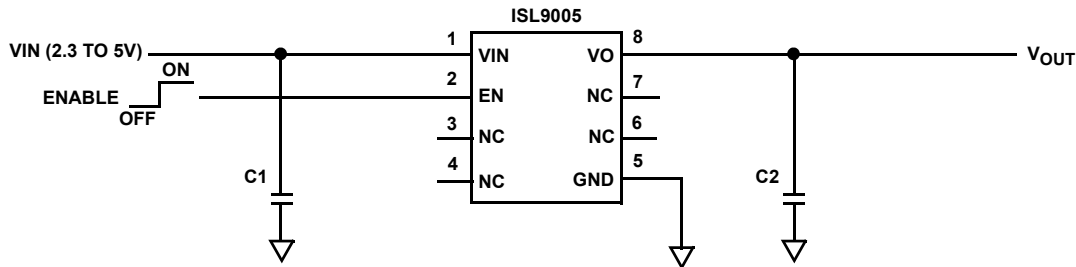 ISL9005
VIN (2.3 TO 5V)
1
VIN
VO
8
VOUT
ON
ENABLE
OFF
2
EN
NC
7
3
NC
NC
6
4
NC
GND
5
C1
C2